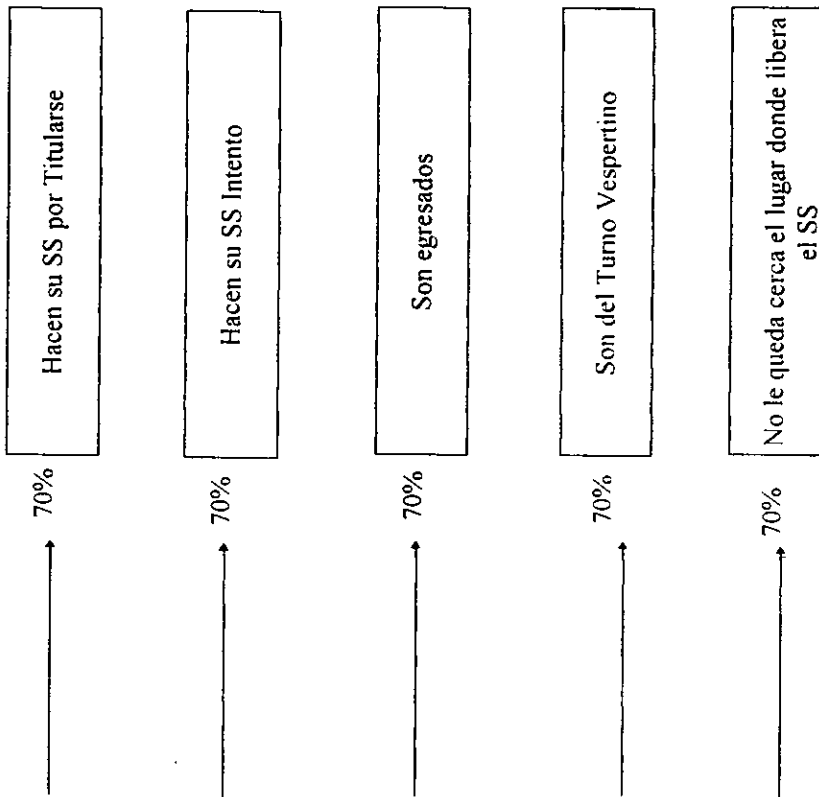 70%
Hacen su SS por Titularse
70%
Hacen su SS Intento
70%
Son egresados
70%
Son del Turno Vespertino
70%
No le queda cerca el lugar donde libera
el SS